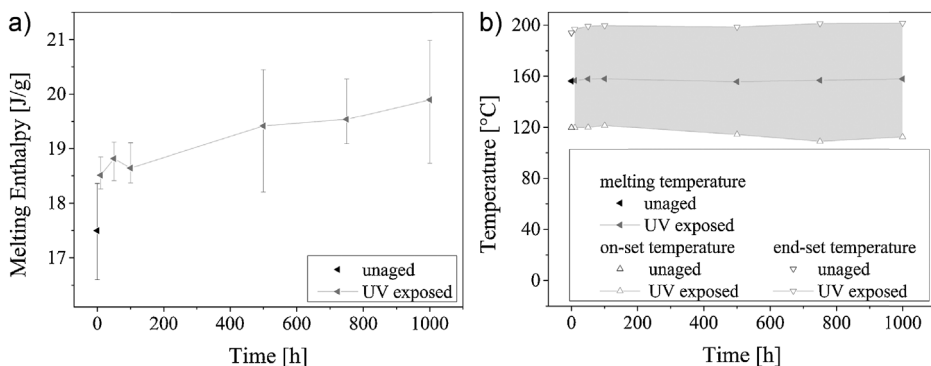 a)
21
20
19
18
17
Melting Enthalpy [J/g]
0 200 400 600 800 1000
Time [h]
unaged
UV exposed
b)
200
160
120
80
40
0
Temperature [°C]
melting temperature
unaged
UV exposed
on-set temperature end-set temperature
unaged unaged
UV exposed UV exposed
0 200 400 600 800 1000
Time [h]